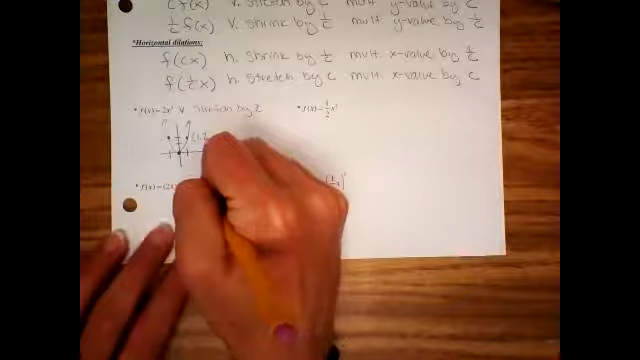 c f(x) v. stretch by c mult. y-value by c
1/c f(x) v. shrink by 1/c mult. y-value by 1/c
*Horizontal dilations:
f(cx) h. shrink by 1/c mult. x-value by 1/c
f(1/c x) h. stretch by c mult. x-value by c
• f(x) = 2x² v stretch by 2 • f(x) = 1/2 x²
(1,2
• f(x) = (2x)